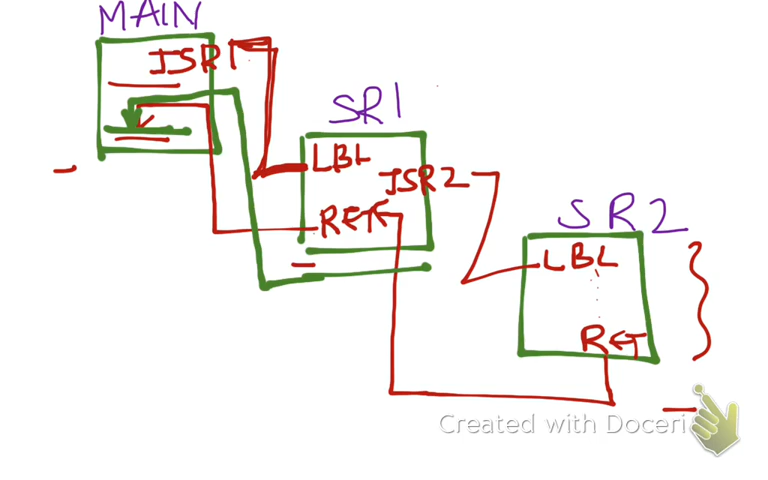 MAIN
JSR1
SR1
LBL
JSR2
RET
SR2
LBL
RET
Created with Doceri